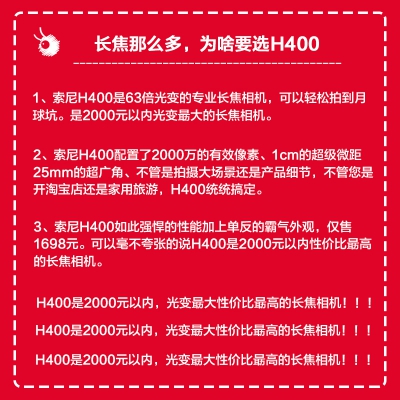 长焦那么多，为啥要选H400
1、索尼H400是63倍光变的专业长焦相机，可以轻松拍到月
球坑。是2000元以内光变最大的长焦相机。
2、索尼H400配置了2000万的有效像素、1cm的超级微距
25mm的超广角、不管是拍摄大场景还是产品细节，不管您是
开淘宝店还是家用旅游，H400统统搞定。
3、索尼H400如此强悍的性能加上单反的霸气外观，仅售
1698元。可以毫不夸张的说H400是2000元以内性价比最高
的长焦相机。
H400是2000元以内，光变最大性价比最高的长焦相机！！！
H400是2000元以内，光变最大性价比最高的长焦相机！！！
H400是2000元以内，光变最大性价比最高的长焦相机！！！